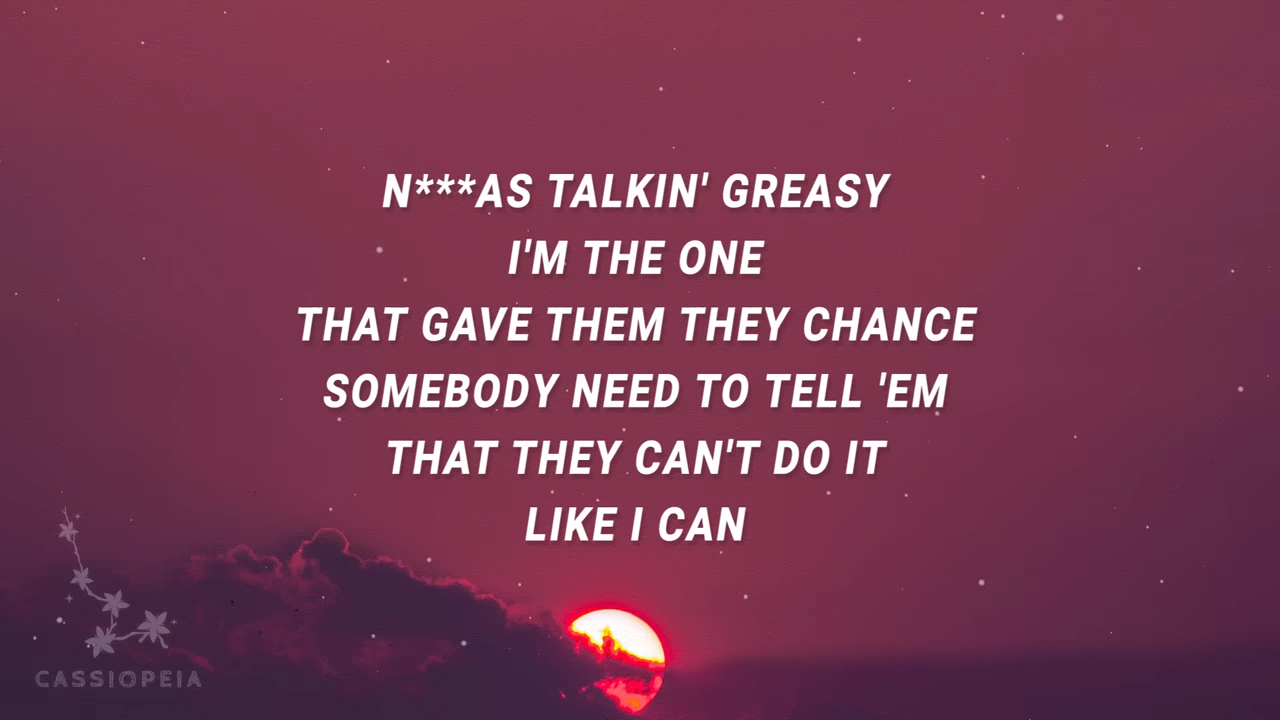 N***AS TALKIN' GREASY
I'M THE ONE
THAT GAVE THEM THEY CHANCE
SOMEBODY NEED TO TELL 'EM
THAT THEY CAN'T DO IT
LIKE I CAN
CASSIOPEIA